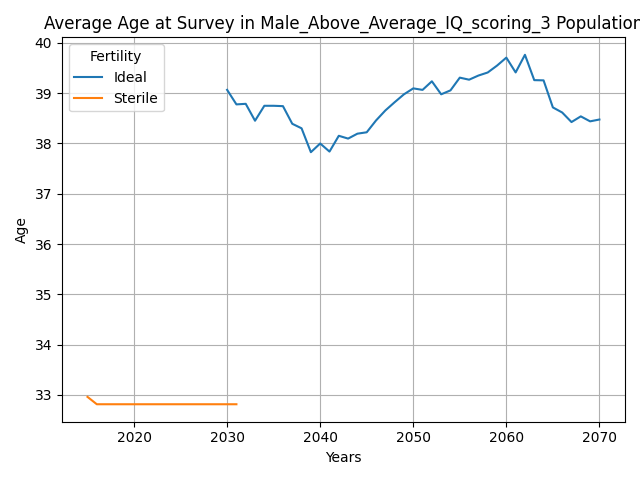 Average Age at Survey in Male_Above_Average_IQ_scoring_3 Population
Fertility
Ideal
Sterile
40
39
38
37
36
35
34
33
Age
2020 2030 2040 2050 2060 2070
Years